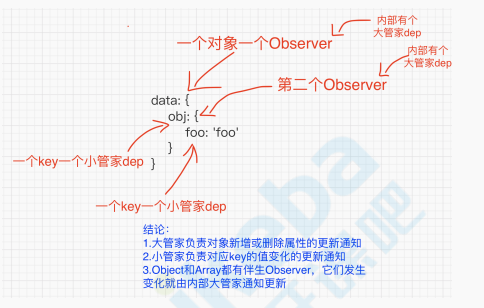 内部有个
大管家dep
一个对象一个Observer
内部有个
大管家dep
第二个Observer
data: {
obj: {
foo: 'foo'
}
}
一个key一个小管家dep
一个key一个小管家dep
结论：
1.大管家负责对象新增或删除属性的更新通知
2.小管家负责对应key的值变化的更新通知
3.Object和Array都有伴生Observer，它们发生
变化就由内部大管家通知更新